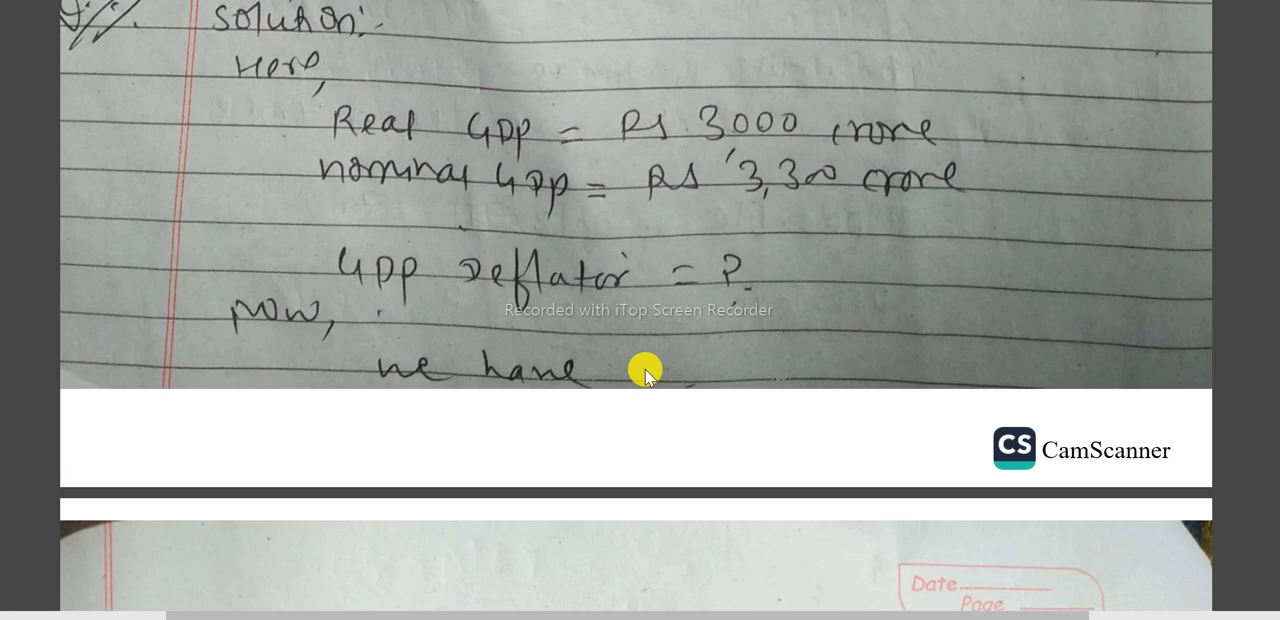 Solution:-
Here,
Real GDP = Rs 3000 crore
nominal GDP = Rs 3,300 crore
GDP Deflator = ?
Recorded with iTop Screen Recorder
Now,
we have
CS CamScanner
Date
Page